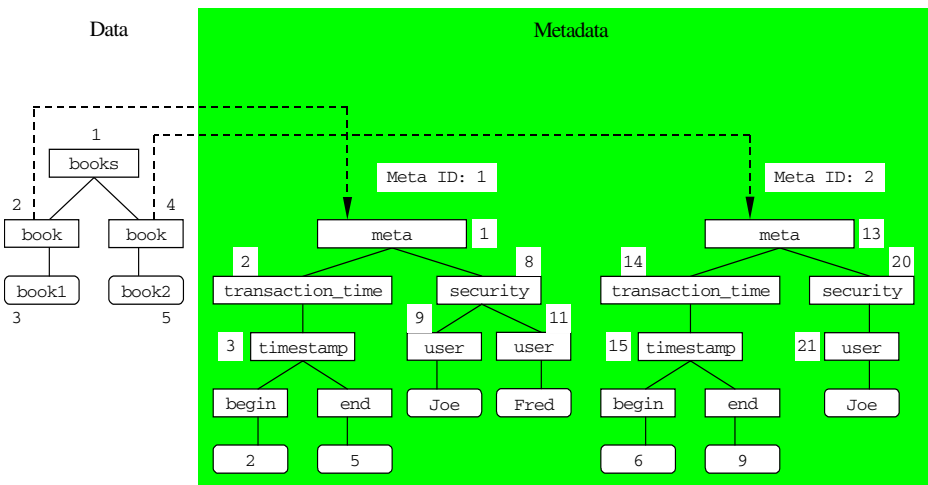 Data
Metadata
1
books
Meta ID: 1
Meta ID: 2
2
4
book
book
meta
1
meta
13
2
8
14
20
book1
book2
transaction_time
security
transaction_time
security
3
5
9
11
3
timestamp
user
user
15
timestamp
21
user
begin
end
Joe
Fred
begin
end
Joe
2
5
6
9